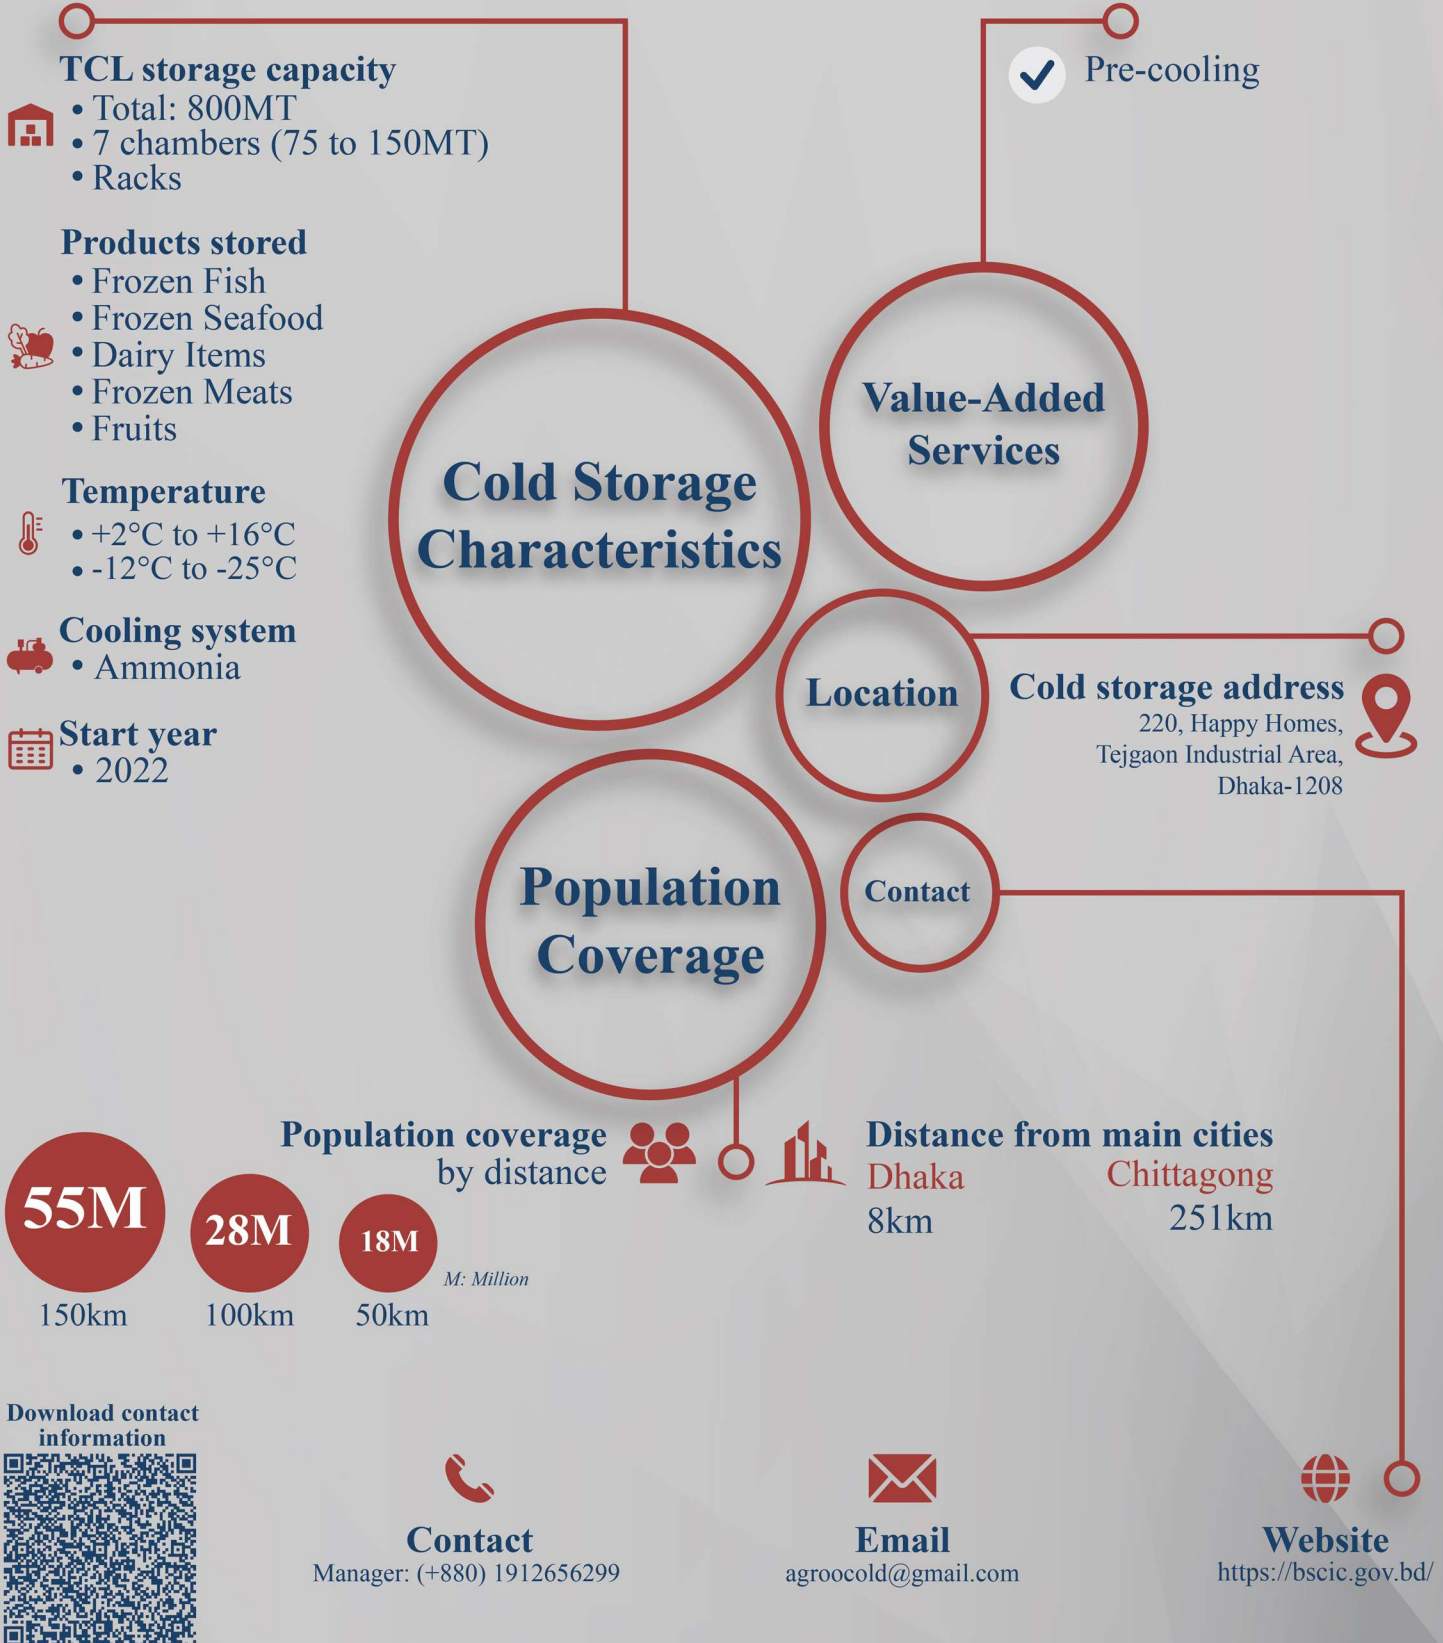 TCL storage capacity
• Total: 800MT
• 7 chambers (75 to 150MT)
• Racks
Products stored
• Frozen Fish
• Frozen Seafood
• Dairy Items
• Frozen Meats
• Fruits
Temperature
• +2°C to +16°C
• -12°C to -25°C
Cooling system
• Ammonia
Start year
• 2022
Cold Storage
Characteristics
Pre-cooling
Value-Added
Services
Location
Cold storage address
220, Happy Homes,
Tejgaon Industrial Area,
Dhaka-1208
Contact
Population
Coverage
Population coverage
by distance
55M
28M
18M
M: Million
150km
100km
50km
Distance from main cities
Dhaka Chittagong
8km 251km
Download contact
information
Contact
Manager: (+880) 1912656299
Email
agroocold@gmail.com
Website
https://bscic.gov.bd/